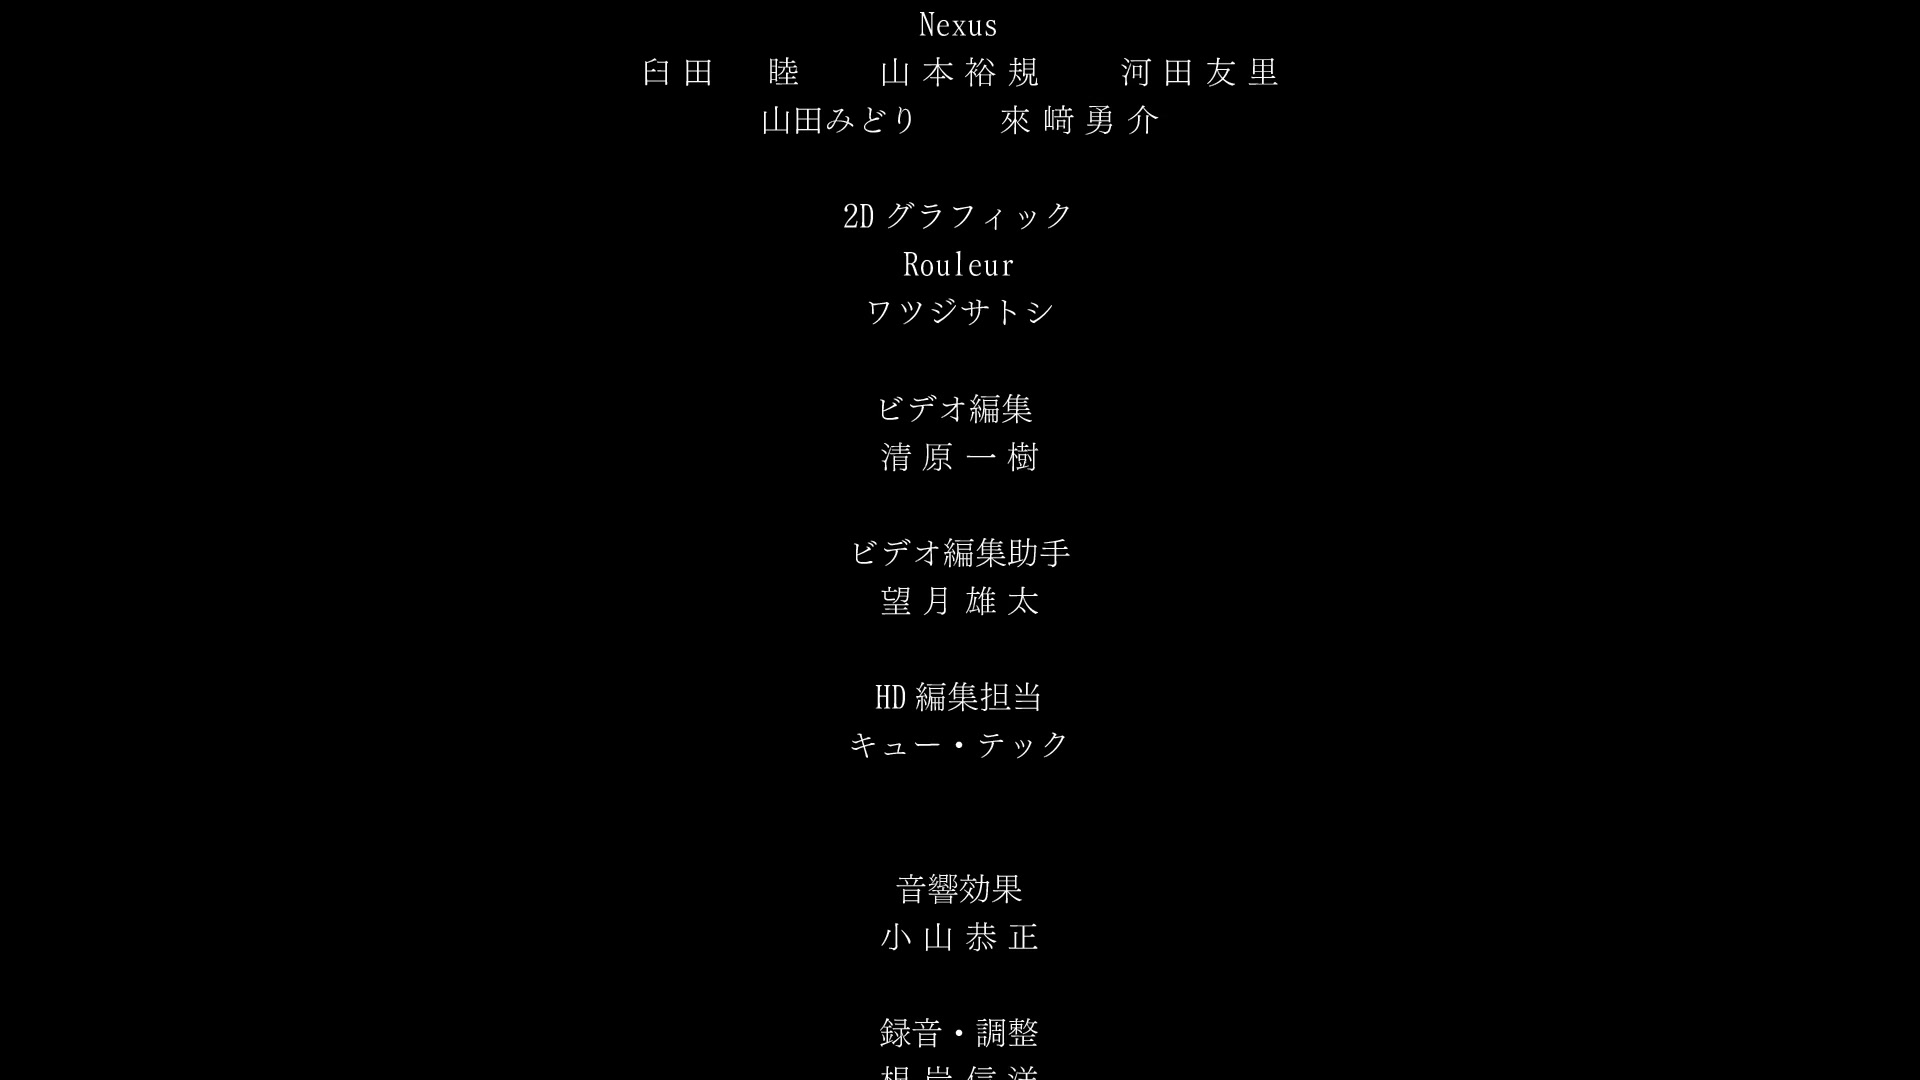 Nexus
臼田 睦 山本裕規 河田友里
山田みどり 來﨑勇介
2Dグラフィック
Rouleur
ワツジサトシ
ビデオ編集
清原一樹
ビデオ編集助手
望月雄太
HD編集担当
キュー・テック
音響効果
小山恭正
録音・調整